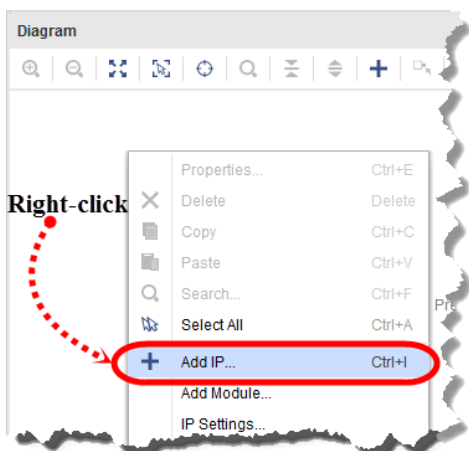 Diagram
Properties... Ctrl+E
Right-click
Delete Delete
Copy Ctrl+C
Paste Ctrl+V
Search... Ctrl+F
Select All Ctrl+A
Add IP... Ctrl+I
Add Module...
IP Settings...